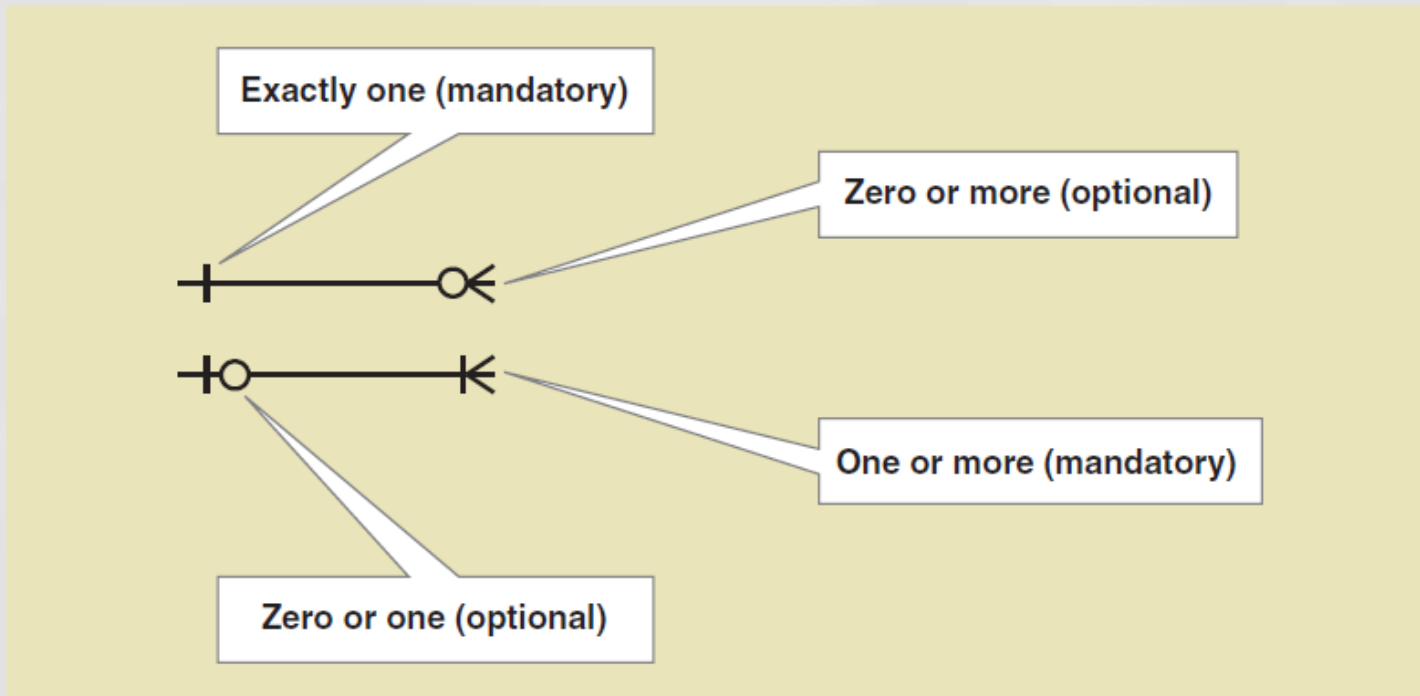 Exactly one (mandatory)
Zero or more (optional)
One or more (mandatory)
Zero or one (optional)